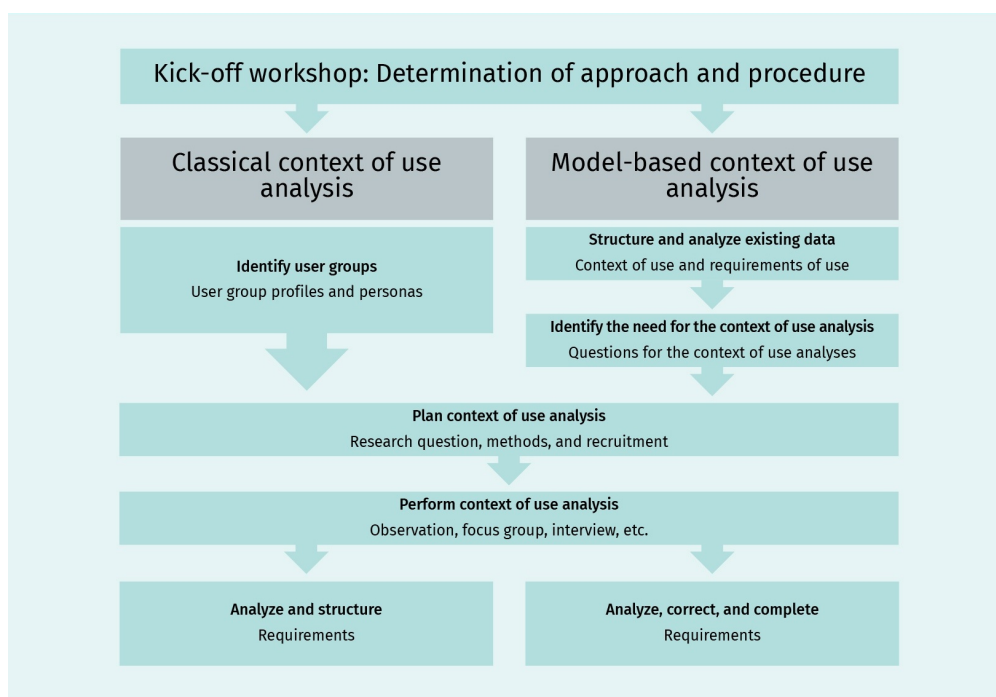 Kick-off workshop: Determination of approach and procedure
Classical context of use
analysis
Model-based context of use
analysis
Identify user groups
User group profiles and personas
Structure and analyze existing data
Context of use and requirements of use
Identify the need for the context of use analysis
Questions for the context of use analyses
Plan context of use analysis
Research question, methods, and recruitment
Perform context of use analysis
Observation, focus group, interview, etc.
Analyze and structure
Requirements
Analyze, correct, and complete
Requirements